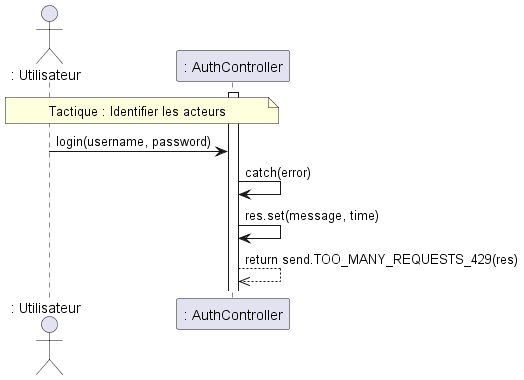 : Utilisateur
: AuthController
Tactique : Identifier les acteurs
login(username, password)
catch(error)
res.set(message, time)
return send.TOO_MANY_REQUESTS_429(res)
: Utilisateur
: AuthController